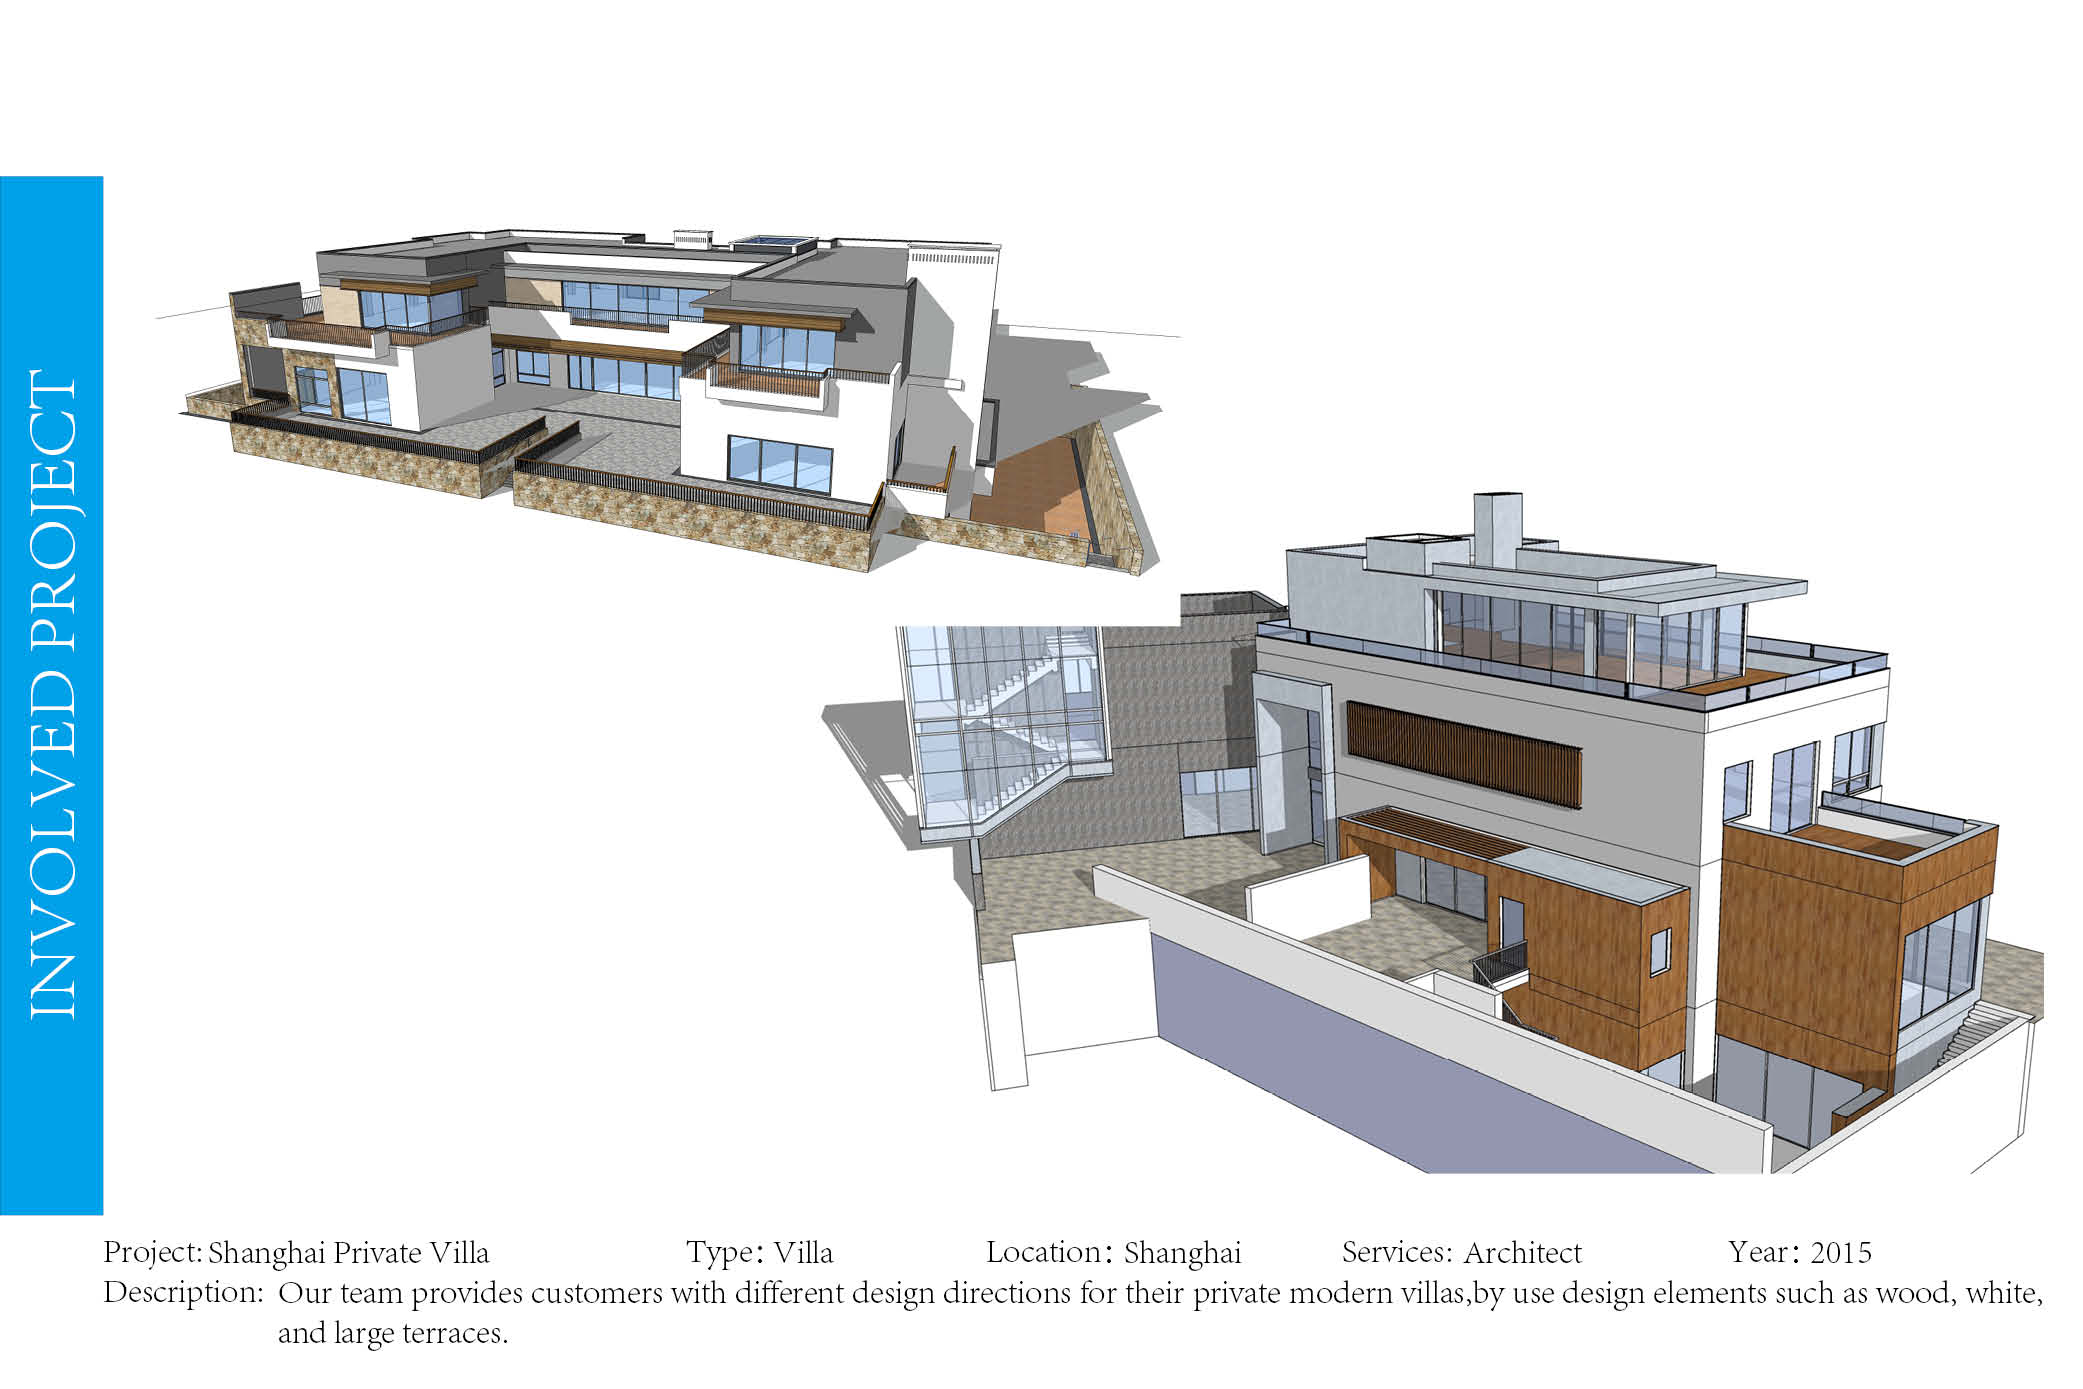 INVOLVED PROJECT
Project: Shanghai Private Villa Type: Villa Location: Shanghai Services: Architect Year: 2015
Description: Our team provides customers with different design directions for their private modern villas,by use design elements such as wood, white,
and large terraces.